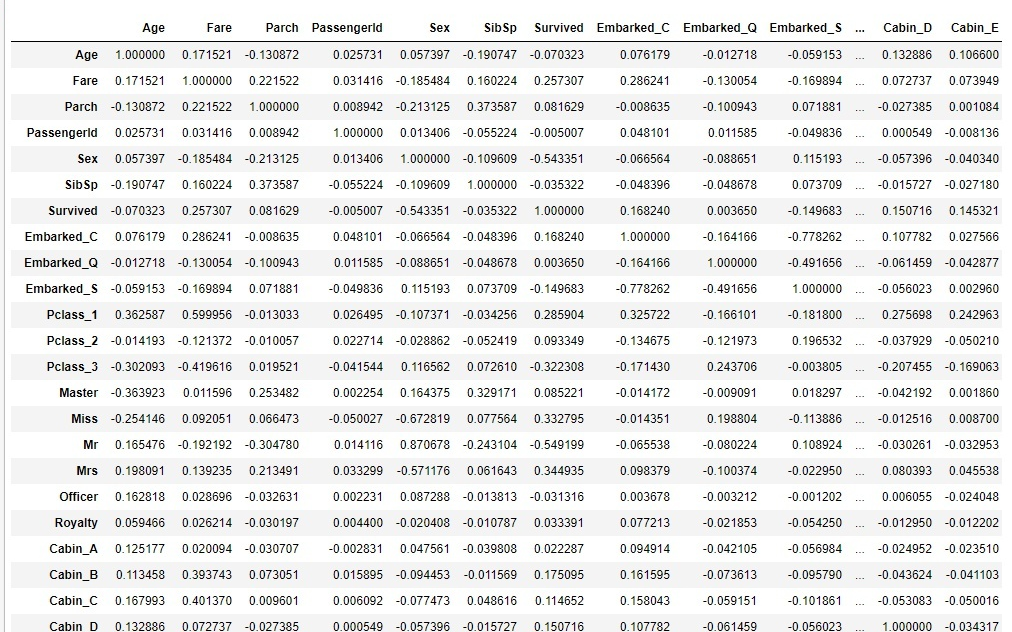 Age Fare Parch PassengerId Sex SibSp Survived Embarked_C Embarked_Q Embarked_S ... Cabin_D Cabin_E
Age 1.000000 0.171521 -0.130872 0.025731 0.057397 -0.190747 -0.070323 0.076179 -0.012718 -0.059153 ... 0.132886 0.106600
Fare 0.171521 1.000000 0.221522 0.031416 -0.185484 0.160224 0.257307 0.286241 -0.130054 -0.169894 ... 0.072737 0.073949
Parch -0.130872 0.221522 1.000000 0.008942 -0.213125 0.373587 0.081629 -0.008635 -0.100943 0.071881 ... -0.027385 0.001084
PassengerId 0.025731 0.031416 0.008942 1.000000 0.013406 -0.055224 -0.005007 0.048101 0.011585 -0.049836 ... 0.000549 -0.008136
Sex 0.057397 -0.185484 -0.213125 0.013406 1.000000 -0.109609 -0.543351 -0.066564 -0.088651 0.115193 ... -0.057396 -0.040340
SibSp -0.190747 0.160224 0.373587 -0.055224 -0.109609 1.000000 -0.035322 -0.048396 -0.048678 0.073709 ... -0.015727 -0.027180
Survived -0.070323 0.257307 0.081629 -0.005007 -0.543351 -0.035322 1.000000 0.168240 0.003650 -0.149683 ... 0.150716 0.145321
Embarked_C 0.076179 0.286241 -0.008635 0.048101 -0.066564 -0.048396 0.168240 1.000000 -0.164166 -0.778262 ... 0.107782 0.027566
Embarked_Q -0.012718 -0.130054 -0.100943 0.011585 -0.088651 -0.048678 0.003650 -0.164166 1.000000 -0.491656 ... -0.061459 -0.042877
Embarked_S -0.059153 -0.169894 0.071881 -0.049836 0.115193 0.073709 -0.149683 -0.778262 -0.491656 1.000000 ... -0.056023 0.002960
Pclass_1 0.362587 0.599956 -0.013033 0.026495 -0.107371 -0.034256 0.285904 0.325722 -0.166101 -0.181800 ... 0.275698 0.242963
Pclass_2 -0.014193 -0.121372 -0.010057 0.022714 -0.028862 -0.052419 0.093349 -0.134675 -0.121973 0.196532 ... -0.037929 -0.050210
Pclass_3 -0.302093 -0.419616 0.019521 -0.041544 0.116562 0.072610 -0.322308 -0.171430 0.243706 -0.003805 ... -0.207455 -0.169063
Master -0.363923 0.011596 0.253482 0.002254 0.164375 0.329171 0.085221 -0.014172 -0.009091 0.018297 ... -0.042192 0.001860
Miss -0.254146 0.092051 0.066473 -0.050027 -0.672819 0.077564 0.332795 -0.014351 0.198804 -0.113886 ... -0.012516 0.008700
Mr 0.165476 -0.192192 -0.304780 0.014116 0.870678 -0.243104 -0.549199 -0.065538 -0.080224 0.108924 ... -0.030261 -0.032953
Mrs 0.198091 0.139235 0.213491 0.033299 -0.571176 0.061643 0.344935 0.098379 -0.100374 -0.022950 ... 0.080393 0.045538
Officer 0.162818 0.028696 -0.032631 0.002231 0.087288 -0.013813 -0.031316 0.003678 -0.003212 -0.001202 ... 0.006055 -0.024048
Royalty 0.059466 0.026214 -0.030197 0.004400 -0.020408 -0.010787 0.033391 0.077213 -0.021853 -0.054250 ... -0.012950 -0.012202
Cabin_A 0.125177 0.020094 -0.030707 -0.002831 0.047561 -0.039808 0.022287 0.094914 -0.042105 -0.056984 ... -0.024952 -0.023510
Cabin_B 0.113458 0.393743 0.073051 0.015895 -0.094453 -0.011569 0.175095 0.161595 -0.073613 -0.095790 ... -0.043624 -0.041103
Cabin_C 0.167993 0.401370 0.009601 0.006092 -0.077473 0.048616 0.114652 0.158043 -0.059151 -0.101861 ... -0.053083 -0.050016
Cabin_D 0.132886 0.072737 -0.027385 0.000549 -0.057396 -0.015727 0.150716 0.107782 -0.061459 -0.056023 ... 1.000000 -0.034317